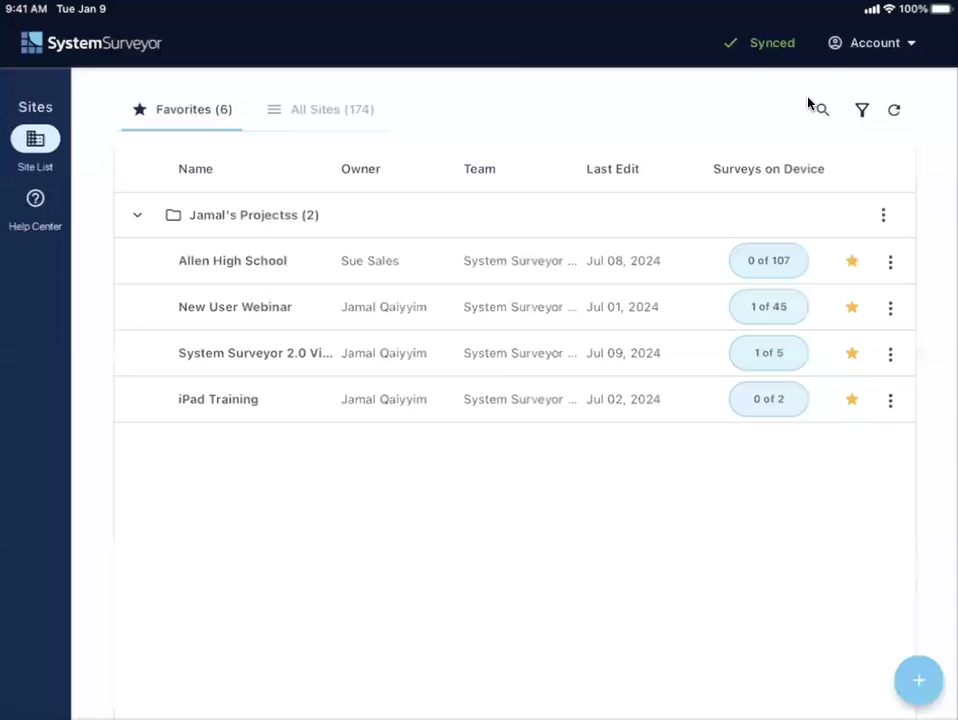 9:41 AM Tue Jan 9 100%
SystemSurveyor Synced Account
Sites
Site List
Help Center
Favorites (6) All Sites (174)
Name Owner Team Last Edit Surveys on Device
Jamal's Projectss (2)
Allen High School Sue Sales System Surveyor ... Jul 08, 2024 0 of 107
New User Webinar Jamal Qaiyyim System Surveyor ... Jul 01, 2024 1 of 45
System Surveyor 2.0 Vi... Jamal Qaiyyim System Surveyor ... Jul 09, 2024 1 of 5
iPad Training Jamal Qaiyyim System Surveyor ... Jul 02, 2024 0 of 2
+